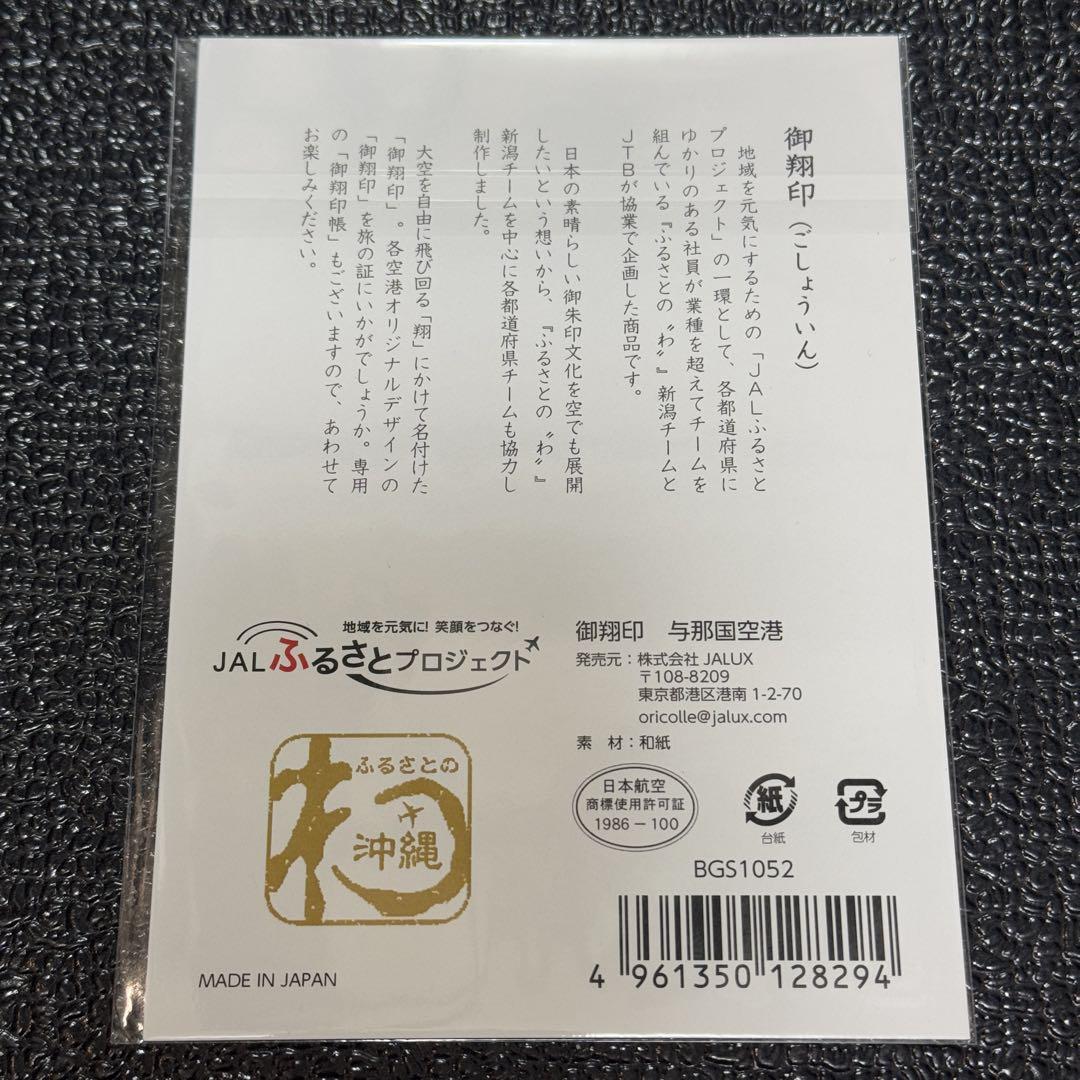 御翔印(ごしょういん)
地域を元気にするための「JALふるさと
プロジェクト」の一環として、各都道府県に
ゆかりのある社員が業種を超えてチームを
組んでいる『ふるさとの〝わ〟』新潟チームと
JTBが協業で企画した商品です。
日本の素晴らしい御朱印文化を空でも展開
したいという想いから、『ふるさとの〝わ〟』
新潟チームを中心に各都道府県チームも協力し
制作しました。
大空を自由に飛び回る「翔」にかけて名付けた
「御翔印」。各空港オリジナルデザインの
「御翔印」を旅の証にいかがでしょうか。専用
の「御翔印帳」もございますので、あわせて
お楽しみください。
地域を元気に! 笑顔をつなぐ!
JALふるさとプロジェクト
ふるさとの
わ
沖縄
MADE IN JAPAN
御翔印 与那国空港
発売元:株式会社 JALUX
〒108-8209
東京都港区港南 1-2-70
oricolle@jalux.com
素 材:和紙
日本航空
商標使用許可証
1986-100
紙
台紙
プラ
包材
BGS1052
4 961350 128294